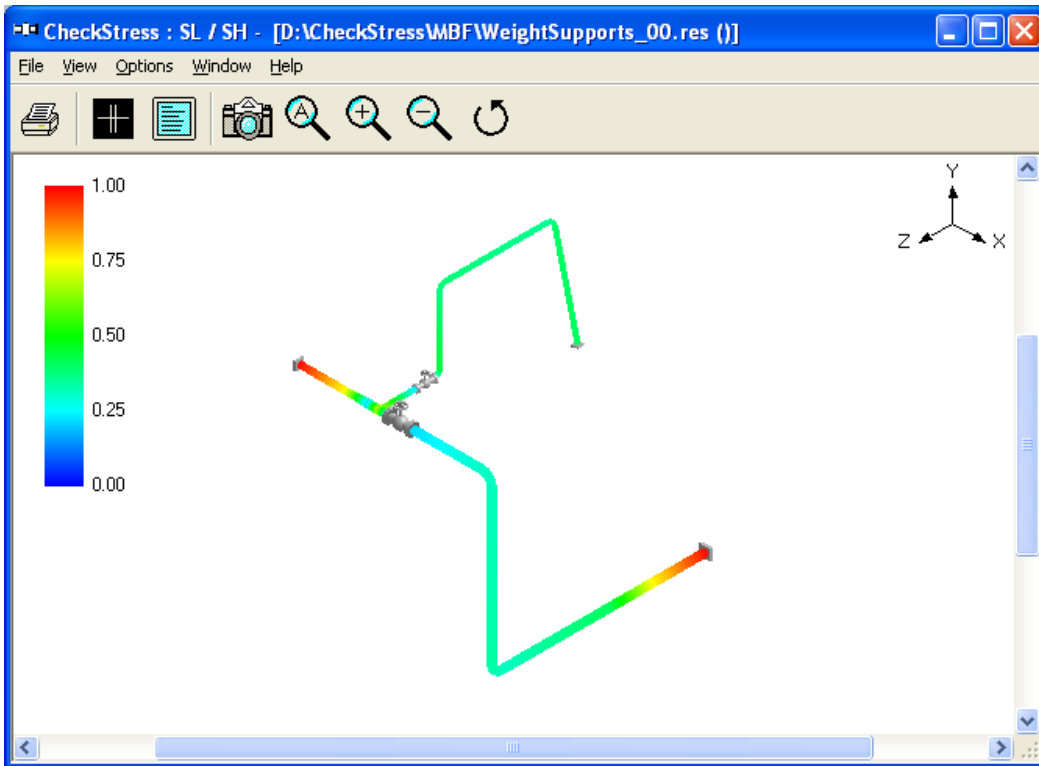 CheckStress : SL / SH - [D:\CheckStress\MBF\WeightSupports_00.res ()]
File View Options Window Help
A
1.00
0.75
0.50
0.25
0.00
Y
Z
X